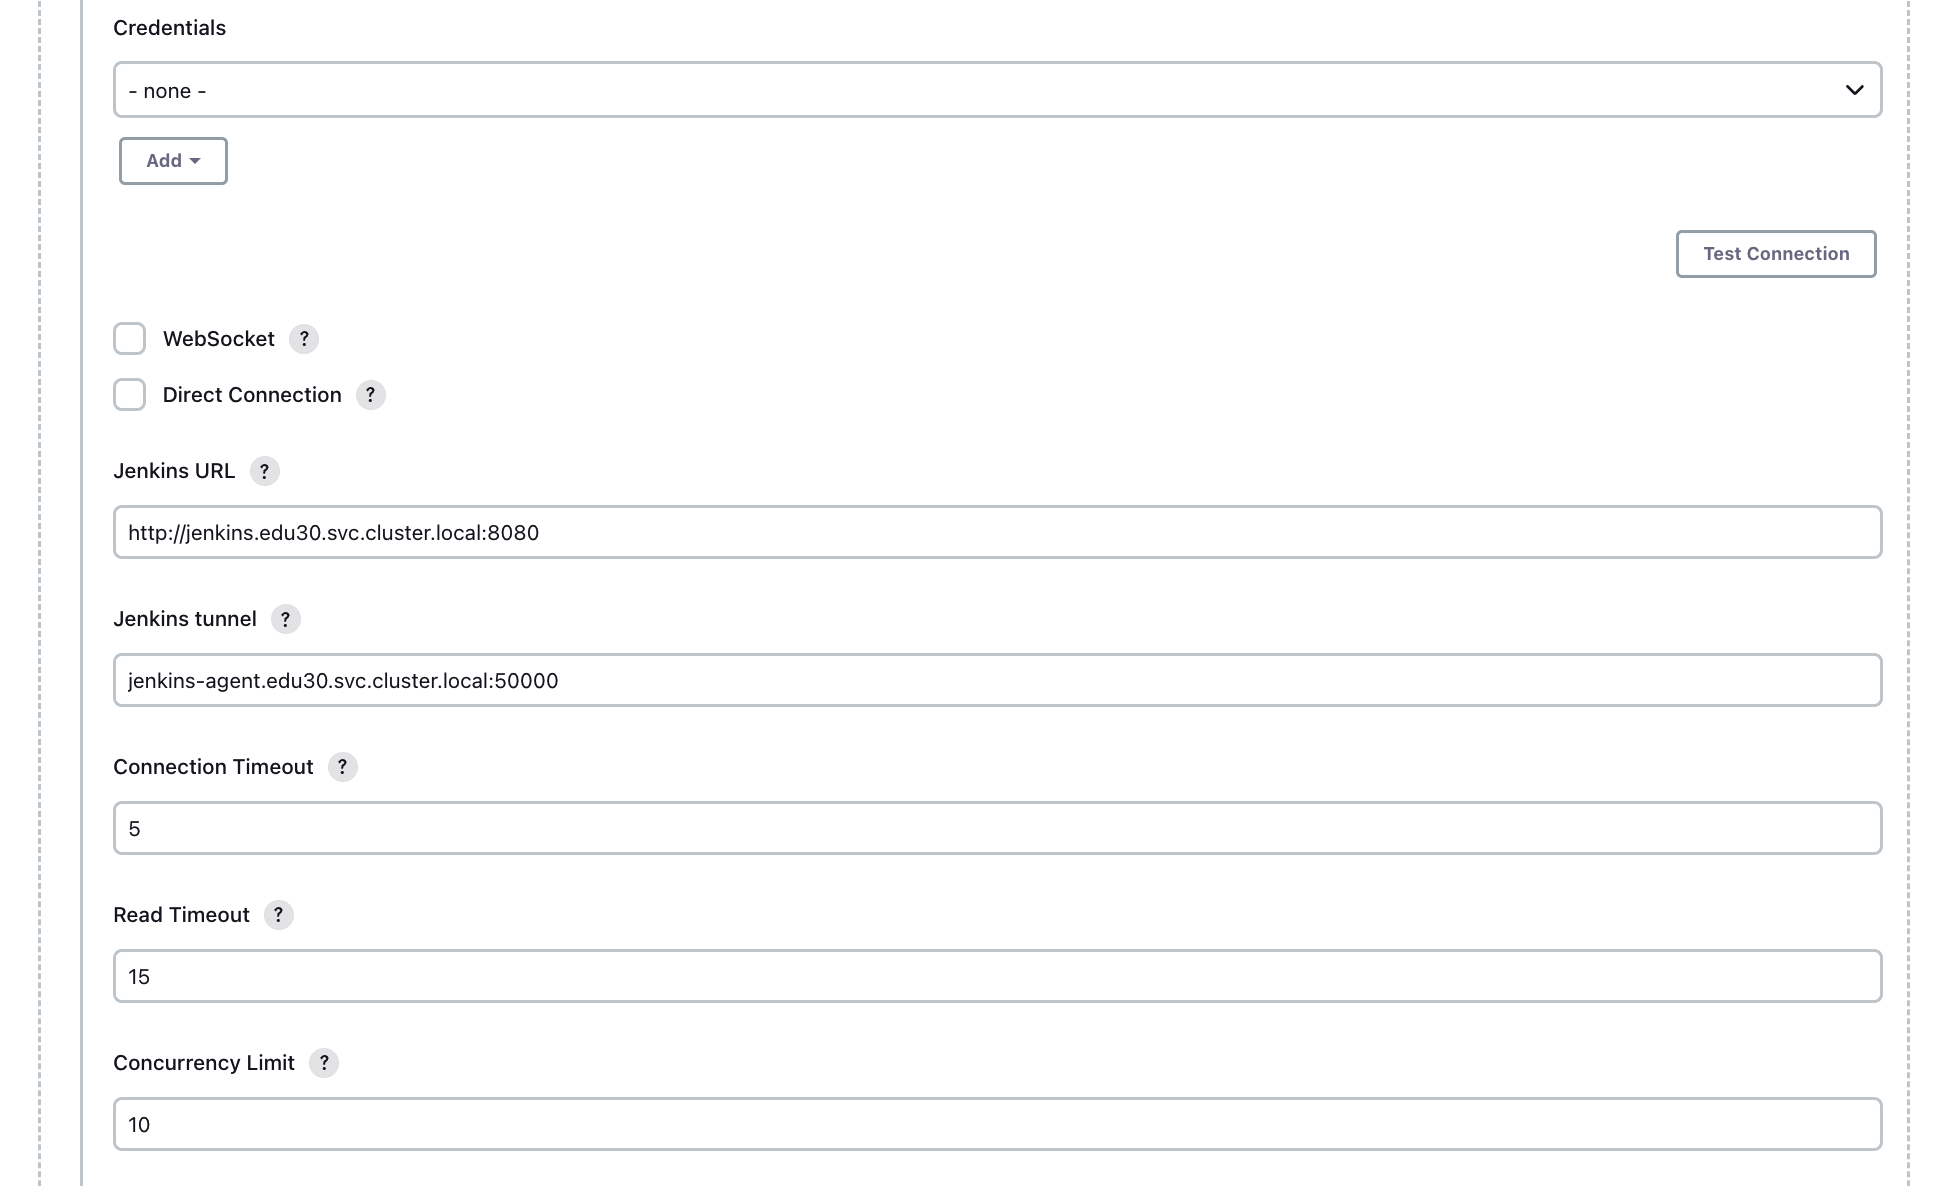 Credentials
- none -
Add
Test Connection
WebSocket ?
Direct Connection ?
Jenkins URL ?
http://jenkins.edu30.svc.cluster.local:8080
Jenkins tunnel ?
jenkins-agent.edu30.svc.cluster.local:50000
Connection Timeout ?
5
Read Timeout ?
15
Concurrency Limit ?
10